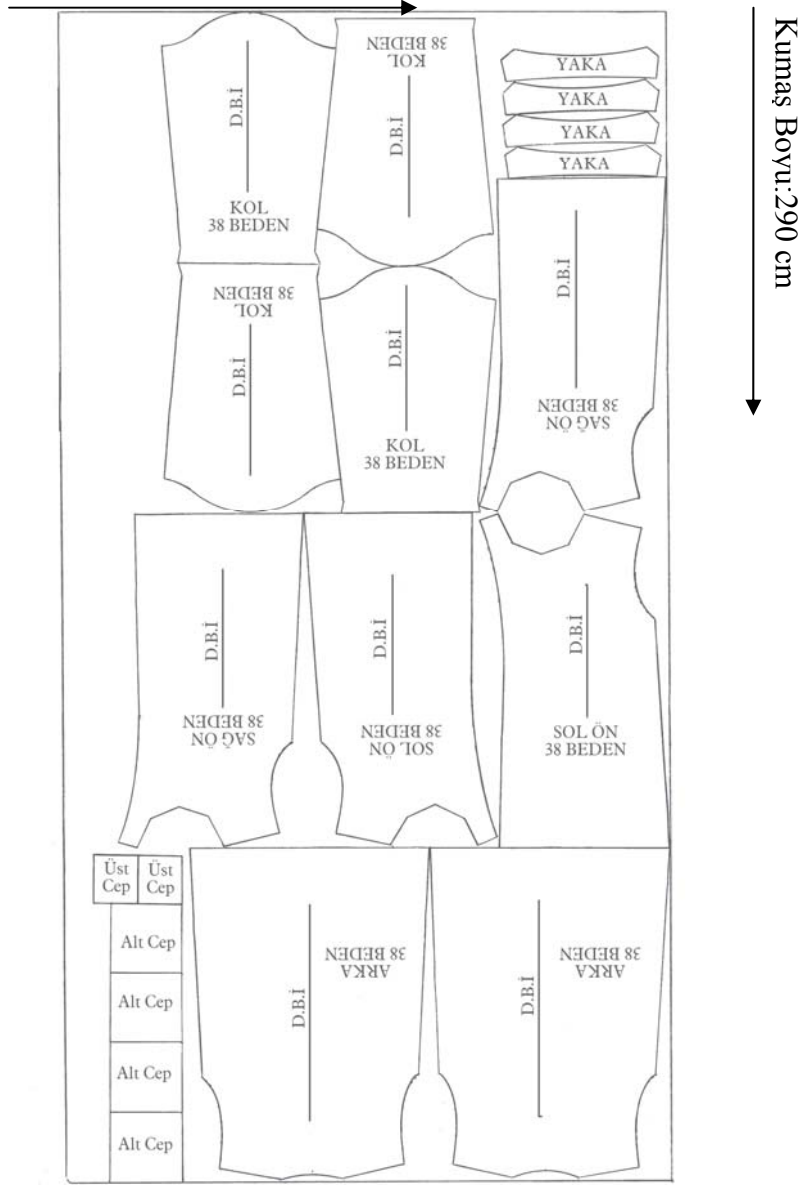 KOL
38 BEDEN
D.B.İ
YAKA
YAKA
YAKA
YAKA
D.B.İ
KOL
38 BEDEN
KOL
38 BEDEN
D.B.İ
D.B.İ
KOL
38 BEDEN
D.B.İ
SAĞ ÖN
38 BEDEN
D.B.İ
SAĞ ÖN
38 BEDEN
D.B.İ
SOL ÖN
38 BEDEN
D.B.İ
SOL ÖN
38 BEDEN
Üst
Cep
Üst
Cep
Alt Cep
Alt Cep
Alt Cep
Alt Cep
ARKA
38 BEDEN
D.B.İ
ARKA
38 BEDEN
D.B.İ
Kumaş Boyu:290 cm